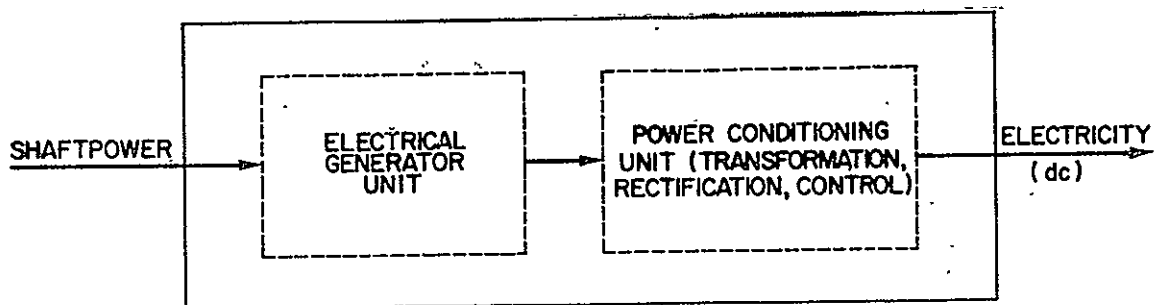 SHAFTPOWER
ELECTRICAL
GENERATOR
UNIT
POWER CONDITIONING
UNIT (TRANSFORMATION,
RECTIFICATION, CONTROL)
ELECTRICITY
(dc)